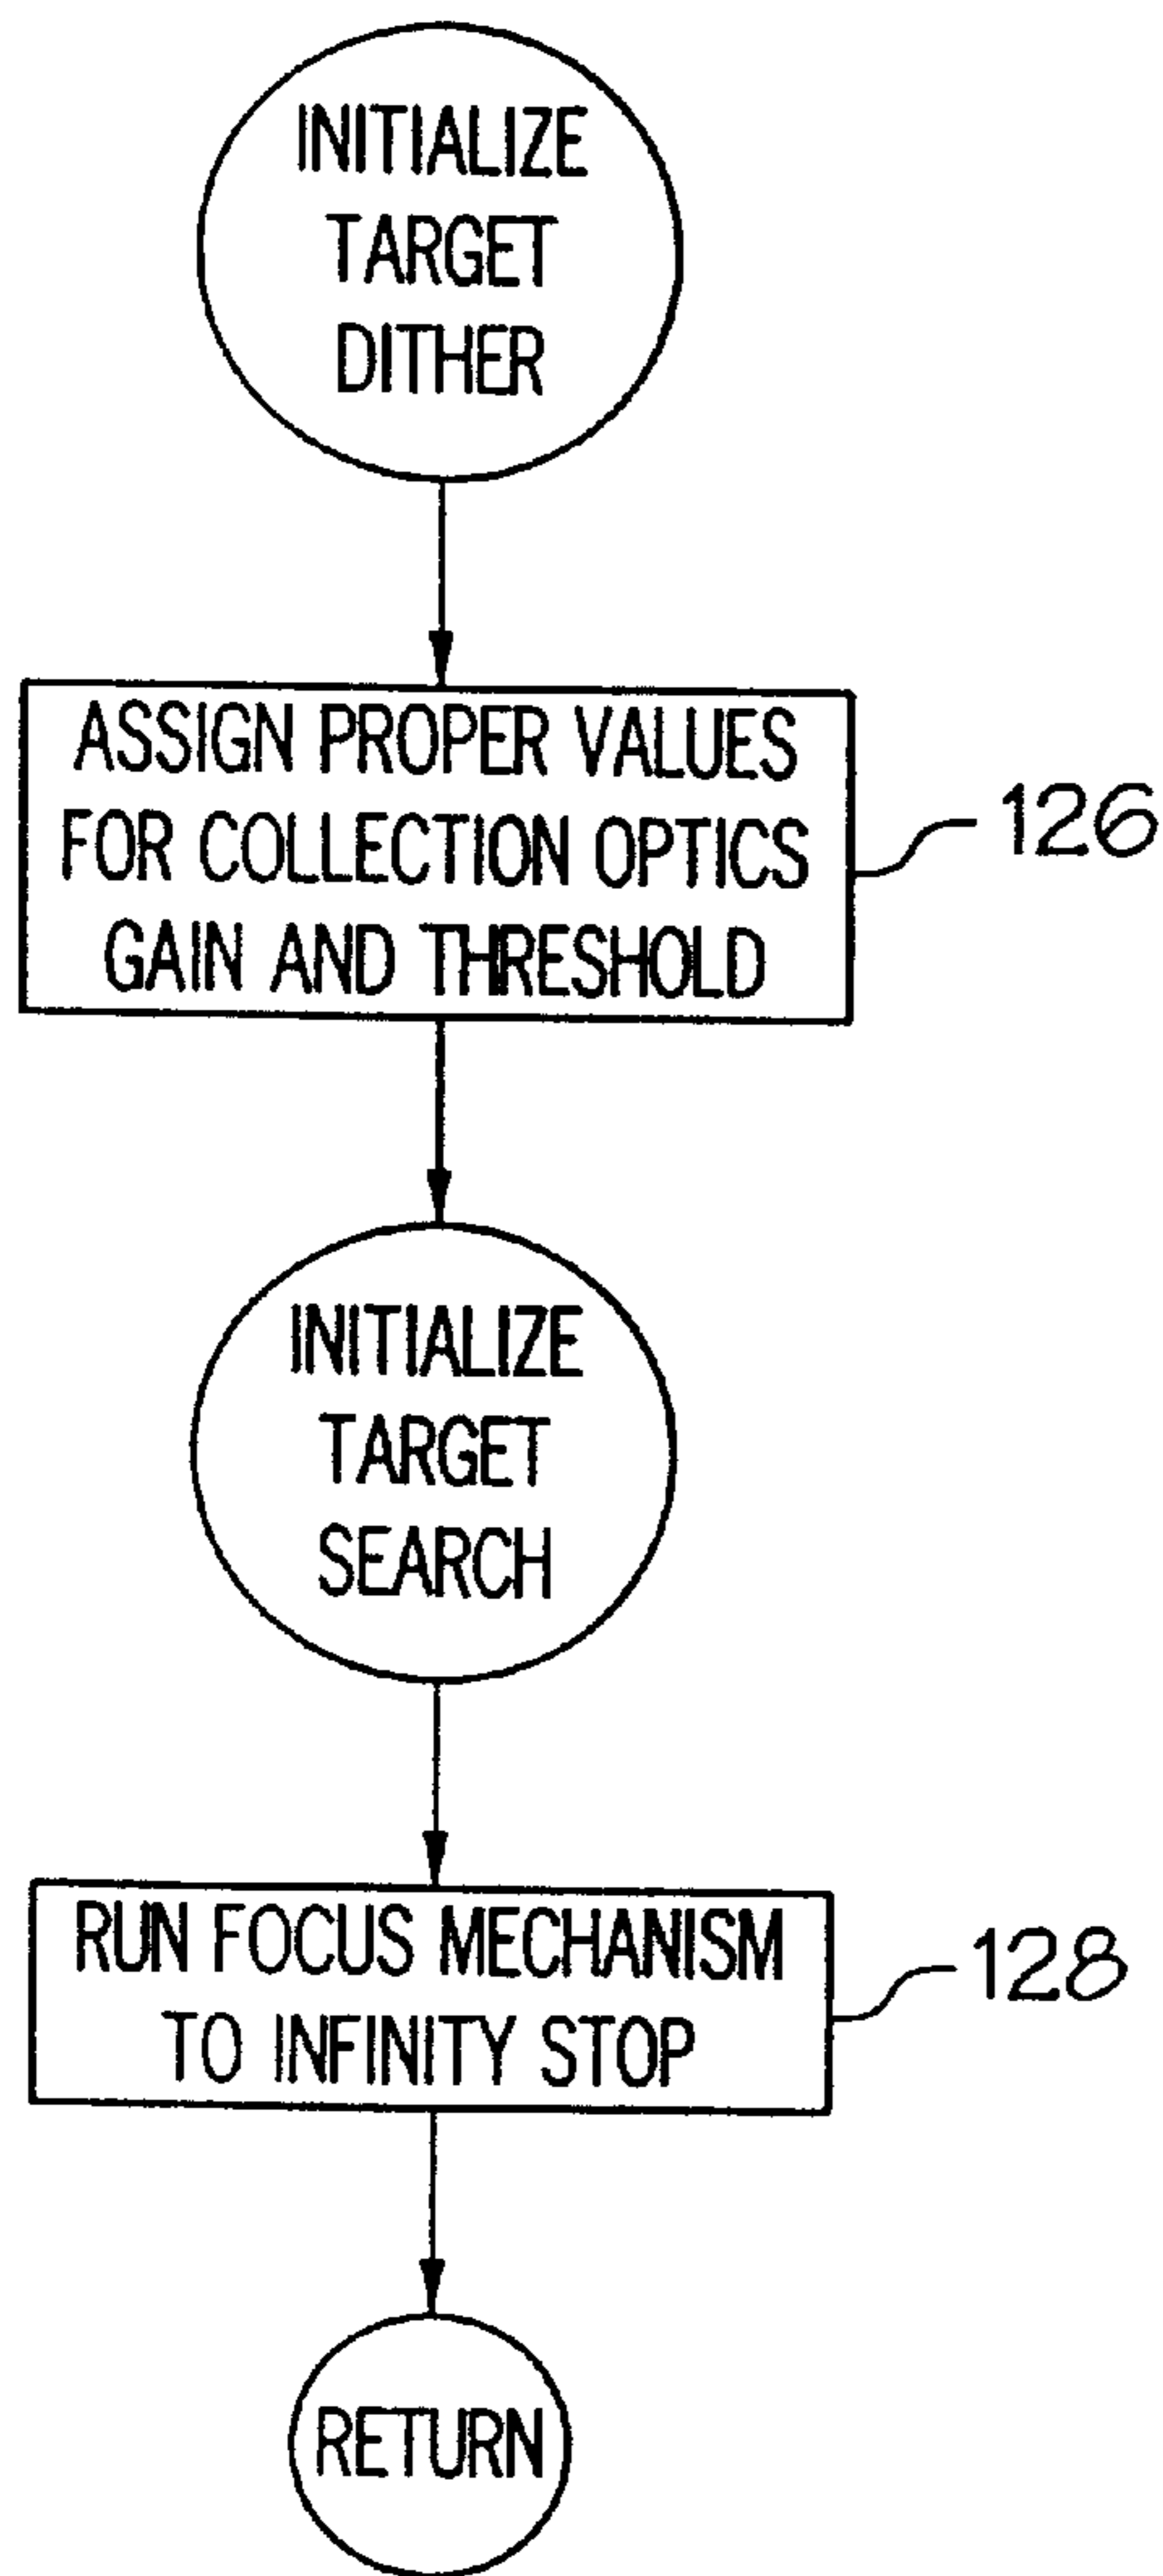 INITIALIZE
TARGET
DITHER
ASSIGN PROPER VALUES
FOR COLLECTION OPTICS
GAIN AND THRESHOLD
126
INITIALIZE
TARGET
SEARCH
RUN FOCUS MECHANISM
TO INFINITY STOP
128
RETURN